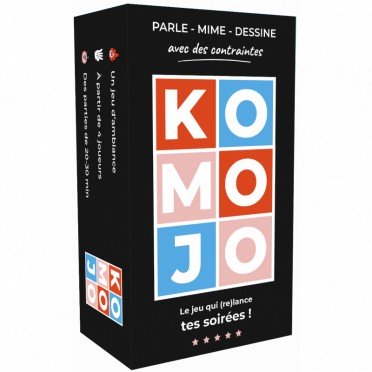 PARLE - MIME - DESSINE
avec des contraintes
KO
MO
JO
Le jeu qui (re)lance
tes soirées !
Un jeu d'ambiance
A partir de 4 joueurs
Des parties de 20-30 min
KO
MO
JO